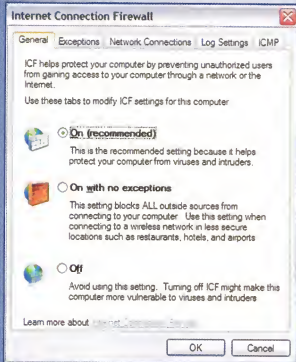 Internet Connection Firewall
General Exceptions Network Connections Log Settings ICMP
ICF helps protect your computer by preventing unauthorized users
from gaining access to your computer through a network or the
Internet.
Use these tabs to modify ICF settings for this computer
On (recommended)
This is the recommended setting because it helps
protect your computer from viruses and intruders.
On with no exceptions
This setting blocks ALL outside sources from
connecting to your computer Use this setting when
connecting to a wireless network in less secure
locations such as restaurants, hotels, and airports
Off
Avoid using this setting. Turning off ICF might make this
computer more vulnerable to viruses and intruders
Learn more about
OK Cancel